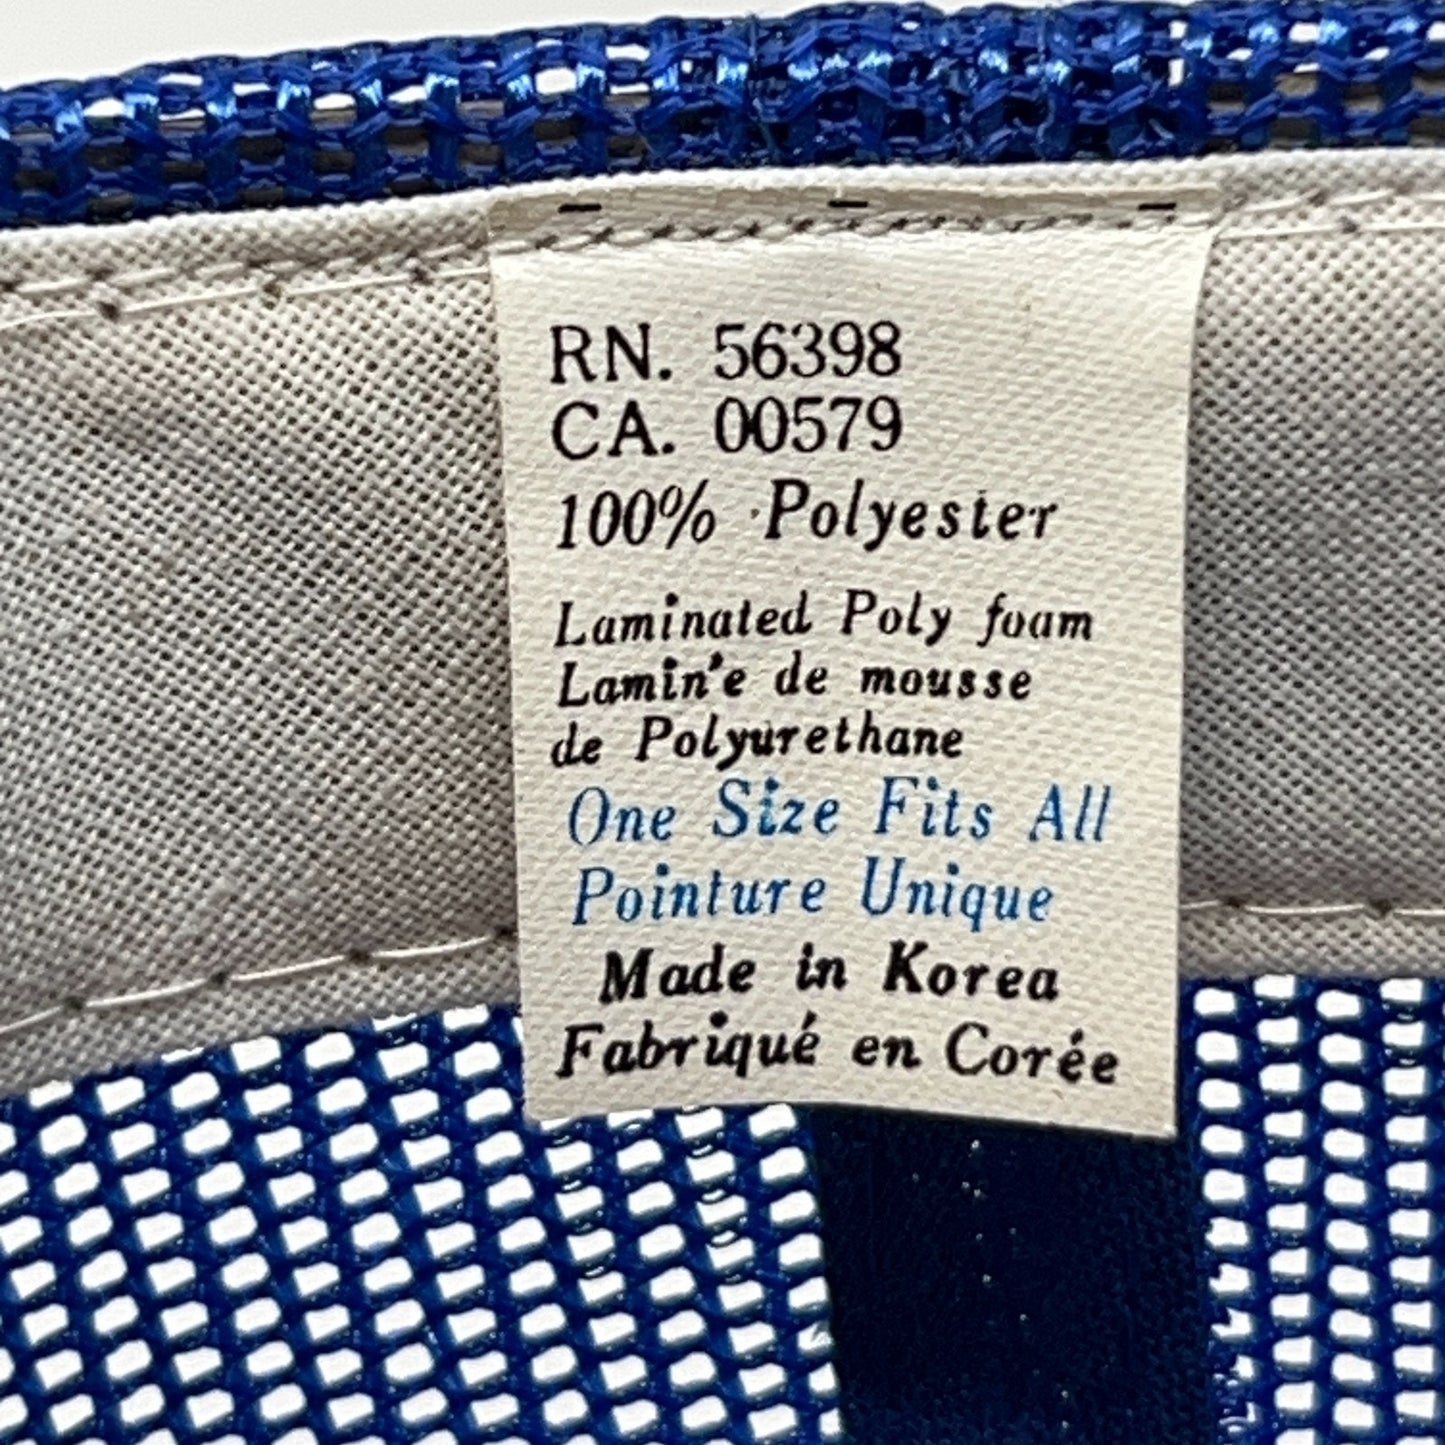 RN. 56398
CA. 00579
100% Polyester
Laminated Poly foam
Lamin'e de mousse
de Polyurethane
One Size Fits All
Pointure Unique
Made in Korea
Fabriqué en Corée